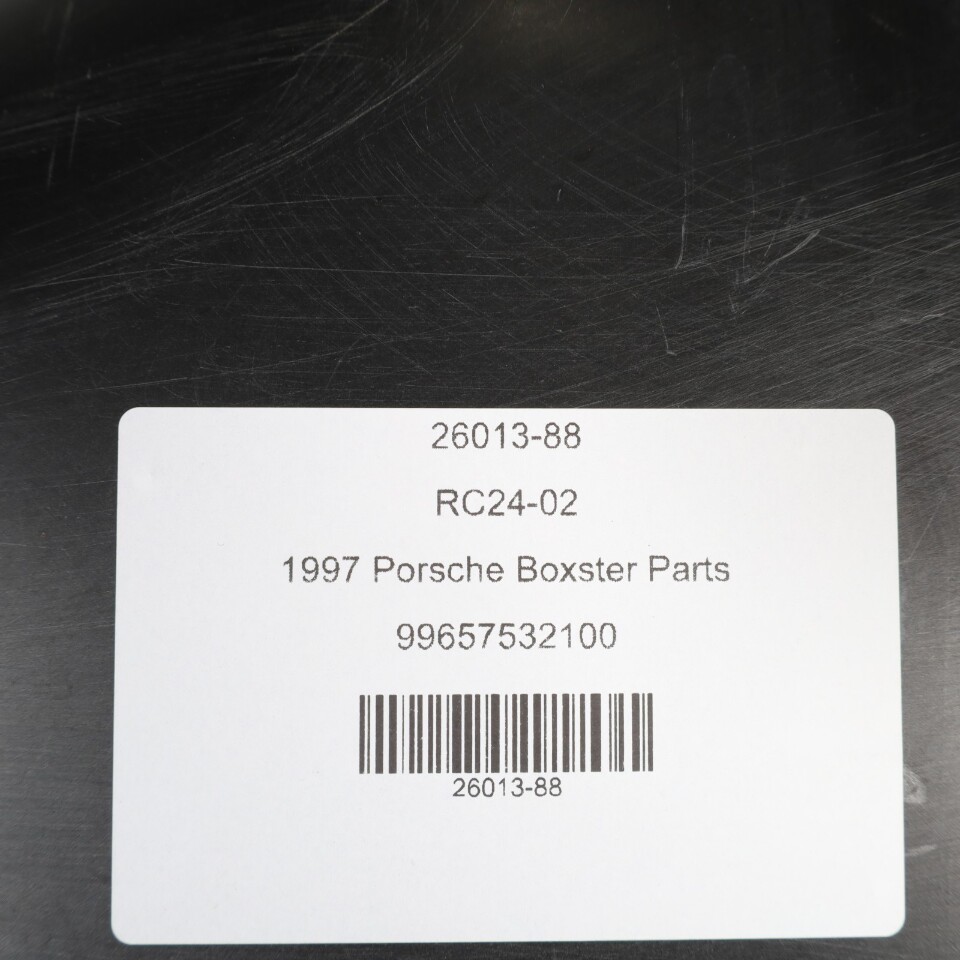 26013-88
RC24-02
1997 Porsche Boxster Parts
99657532100
26013-88